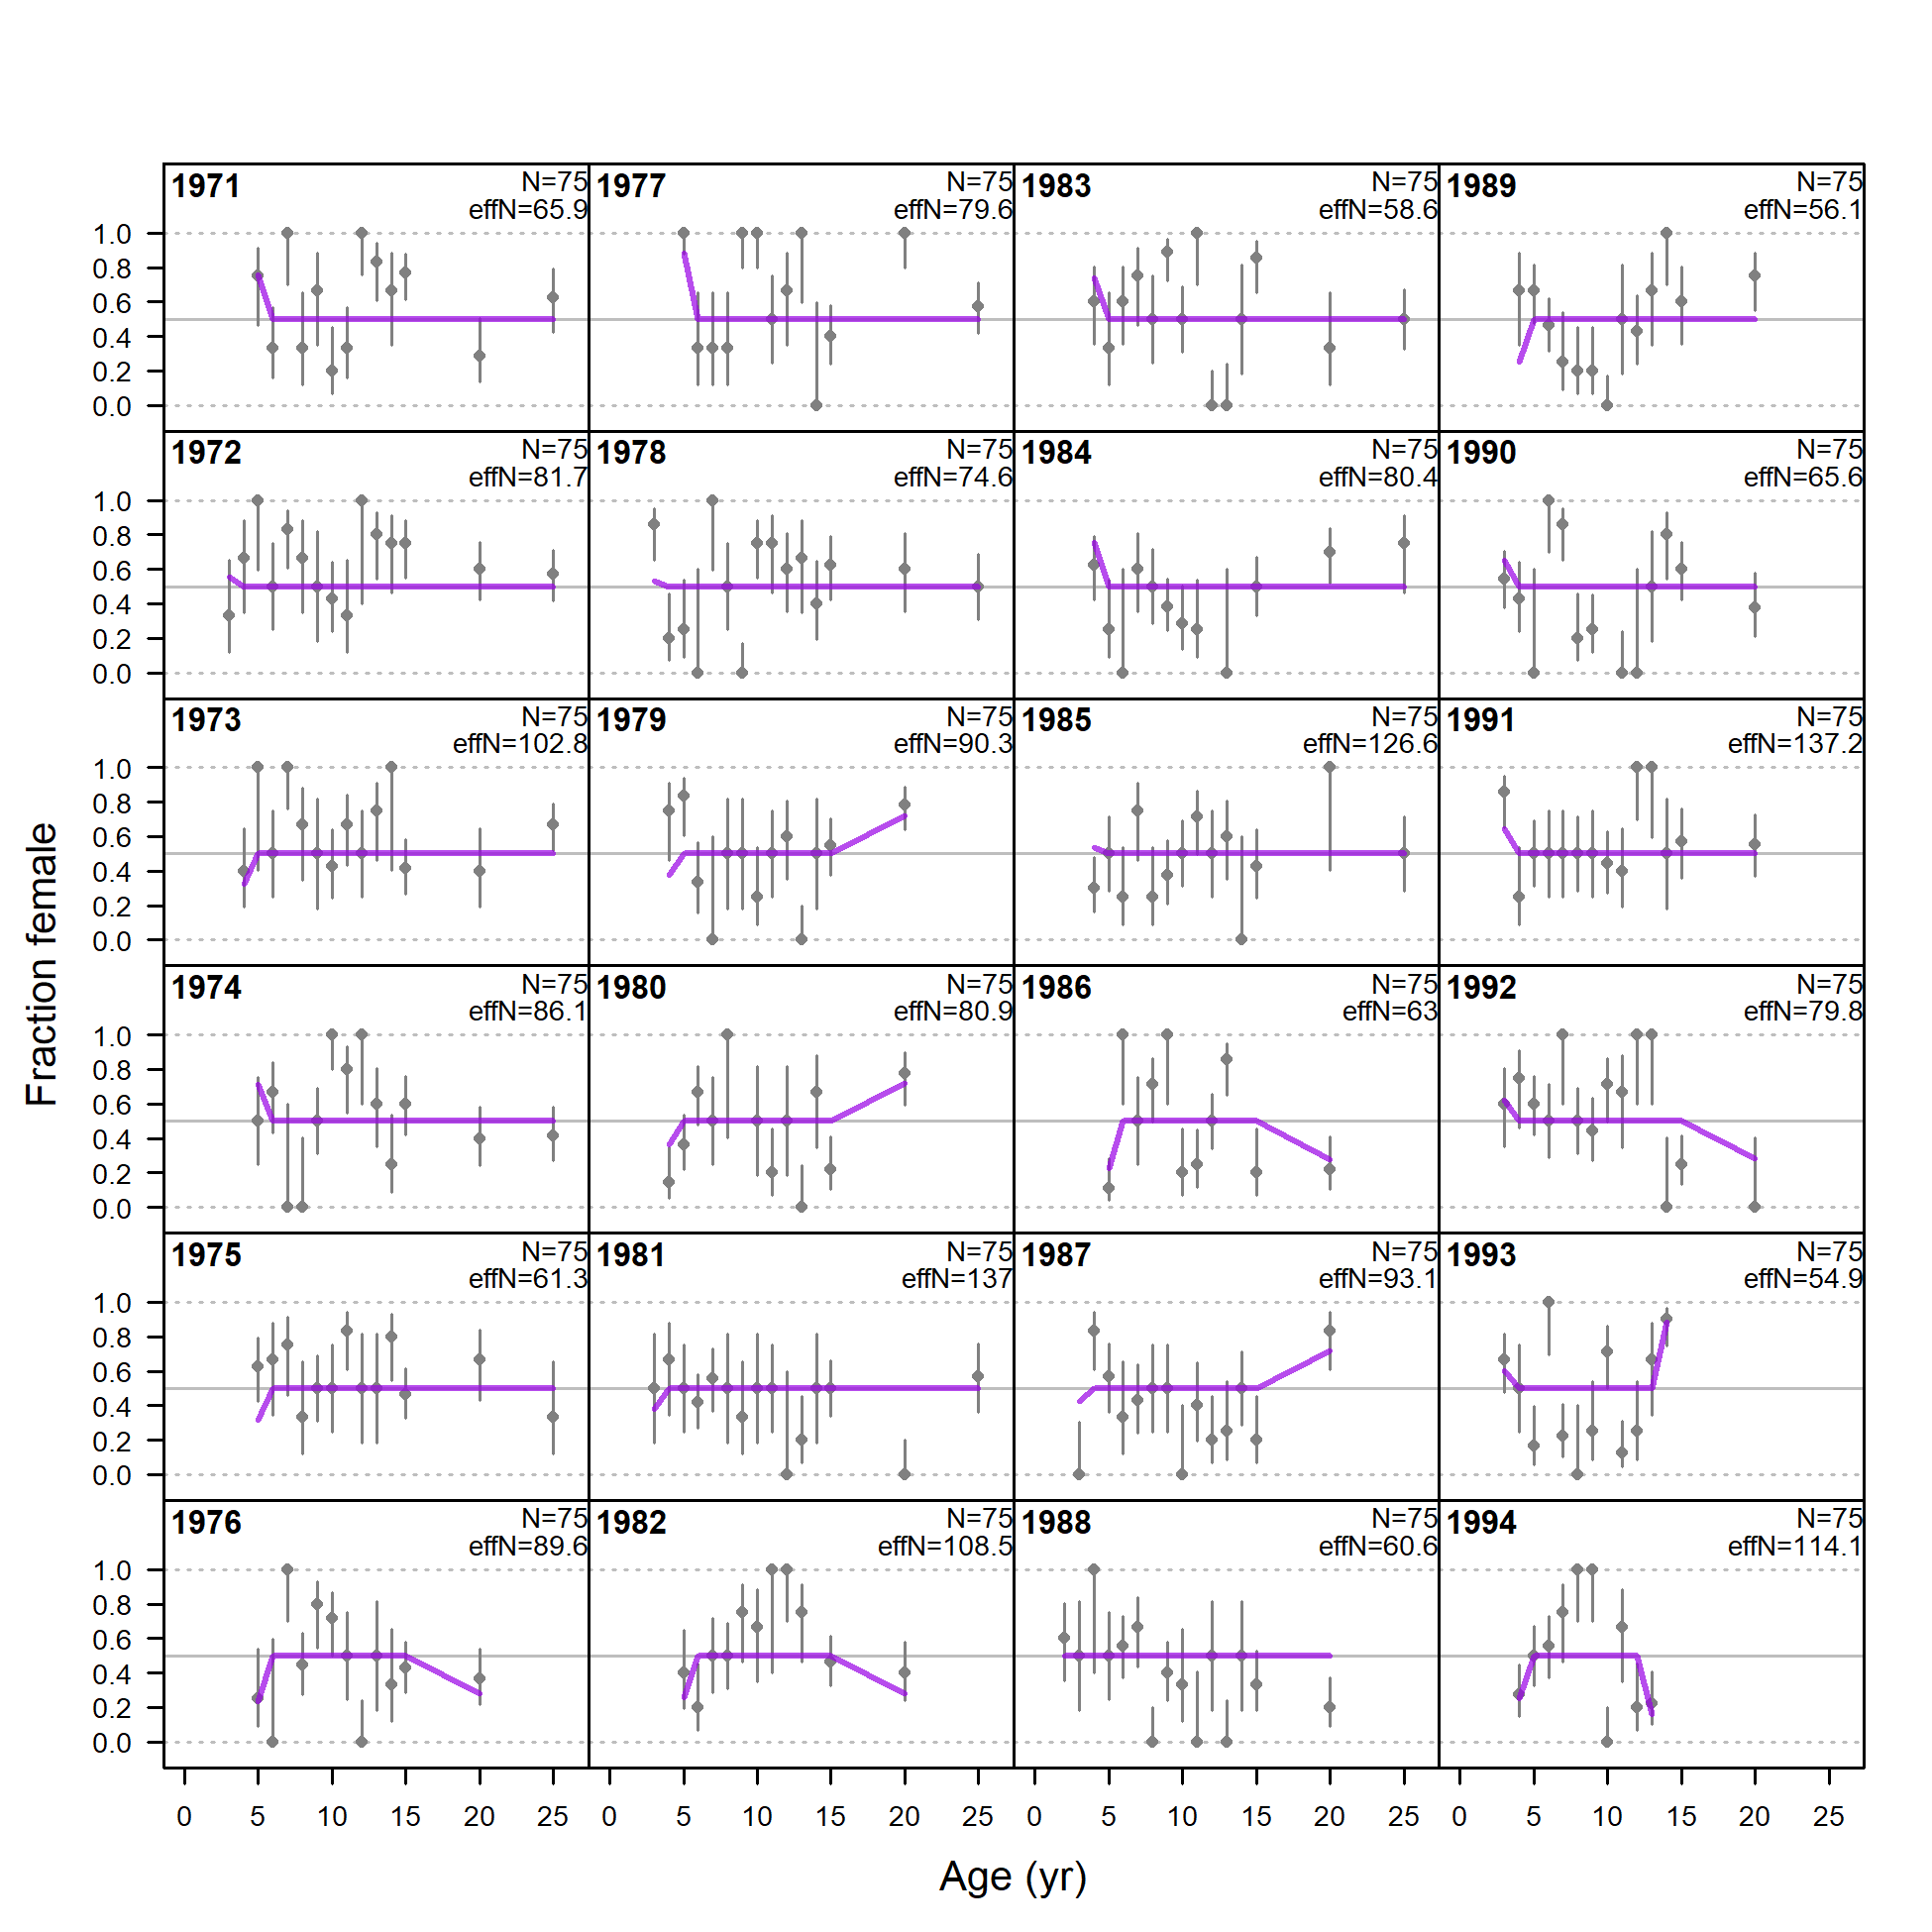 1971 N=75 1977 N=75 1983 N=75 1989 N=75
effN=65.9 effN=79.6 effN=58.6 effN=56.1
1.0
0.8
0.6
0.4
0.2
0.0
1972 N=75 1978 N=75 1984 N=75 1990 N=75
effN=81.7 effN=74.6 effN=80.4 effN=65.6
1.0
0.8
0.6
0.4
0.2
0.0
1973 N=75 1979 N=75 1985 N=75 1991 N=75
effN=102.8 effN=90.3 effN=126.6 effN=137.2
1.0
0.8
0.6
0.4
0.2
0.0
Fraction female
1974 N=75 1980 N=75 1986 N=75 1992 N=75
effN=86.1 effN=80.9 effN=63 effN=79.8
1.0
0.8
0.6
0.4
0.2
0.0
1975 N=75 1981 N=75 1987 N=75 1993 N=75
effN=61.3 effN=137 effN=93.1 effN=54.9
1.0
0.8
0.6
0.4
0.2
0.0
1976 N=75 1982 N=75 1988 N=75 1994 N=75
effN=89.6 effN=108.5 effN=60.6 effN=114.1
1.0
0.8
0.6
0.4
0.2
0.0
0 5 10 15 20 25 0 5 10 15 20 25 0 5 10 15 20 25 0 5 10 15 20 25
Age (yr)